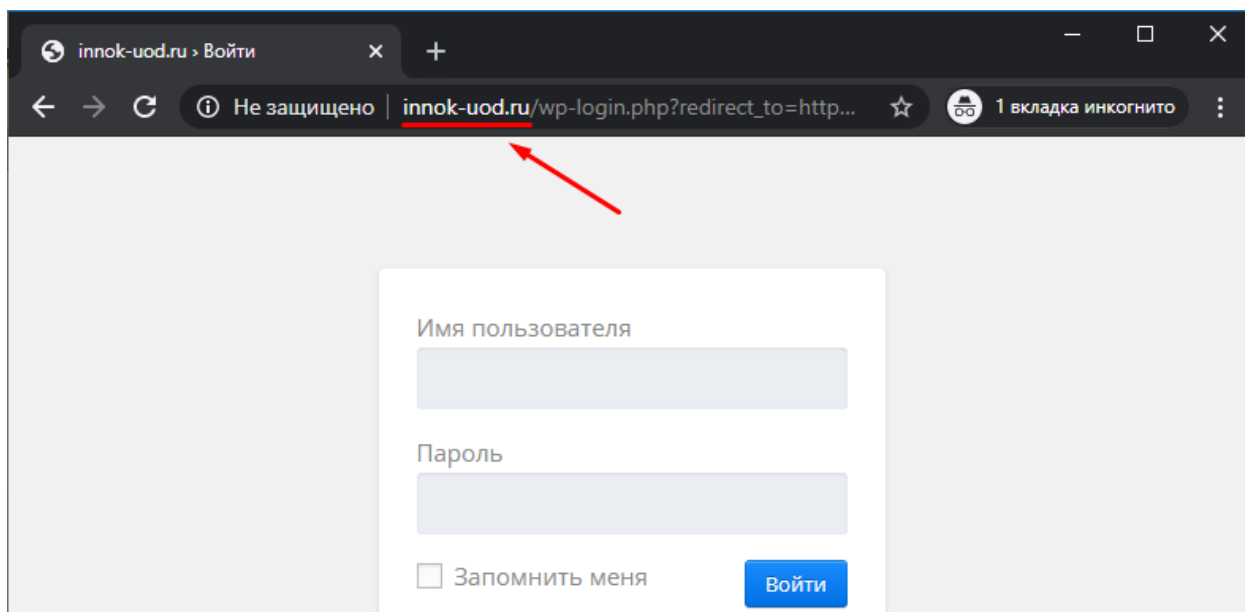 innok-uod.ru › Войти
Не защищено innok-uod.ru/wp-login.php?redirect_to=http... 1 вкладка инкогнито
Имя пользователя
Пароль
Запомнить меня Войти